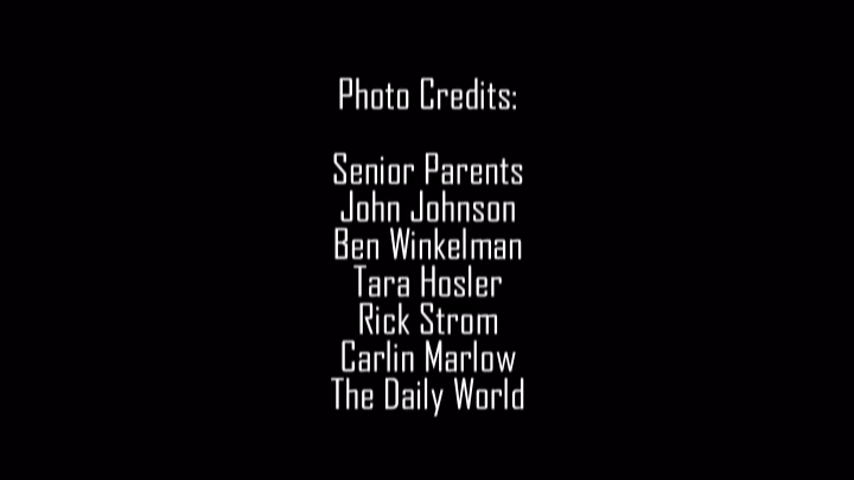 Photo Credits:
Senior Parents
John Johnson
Ben Winkelman
Tara Hosler
Rick Strom
Carlin Marlow
The Daily World